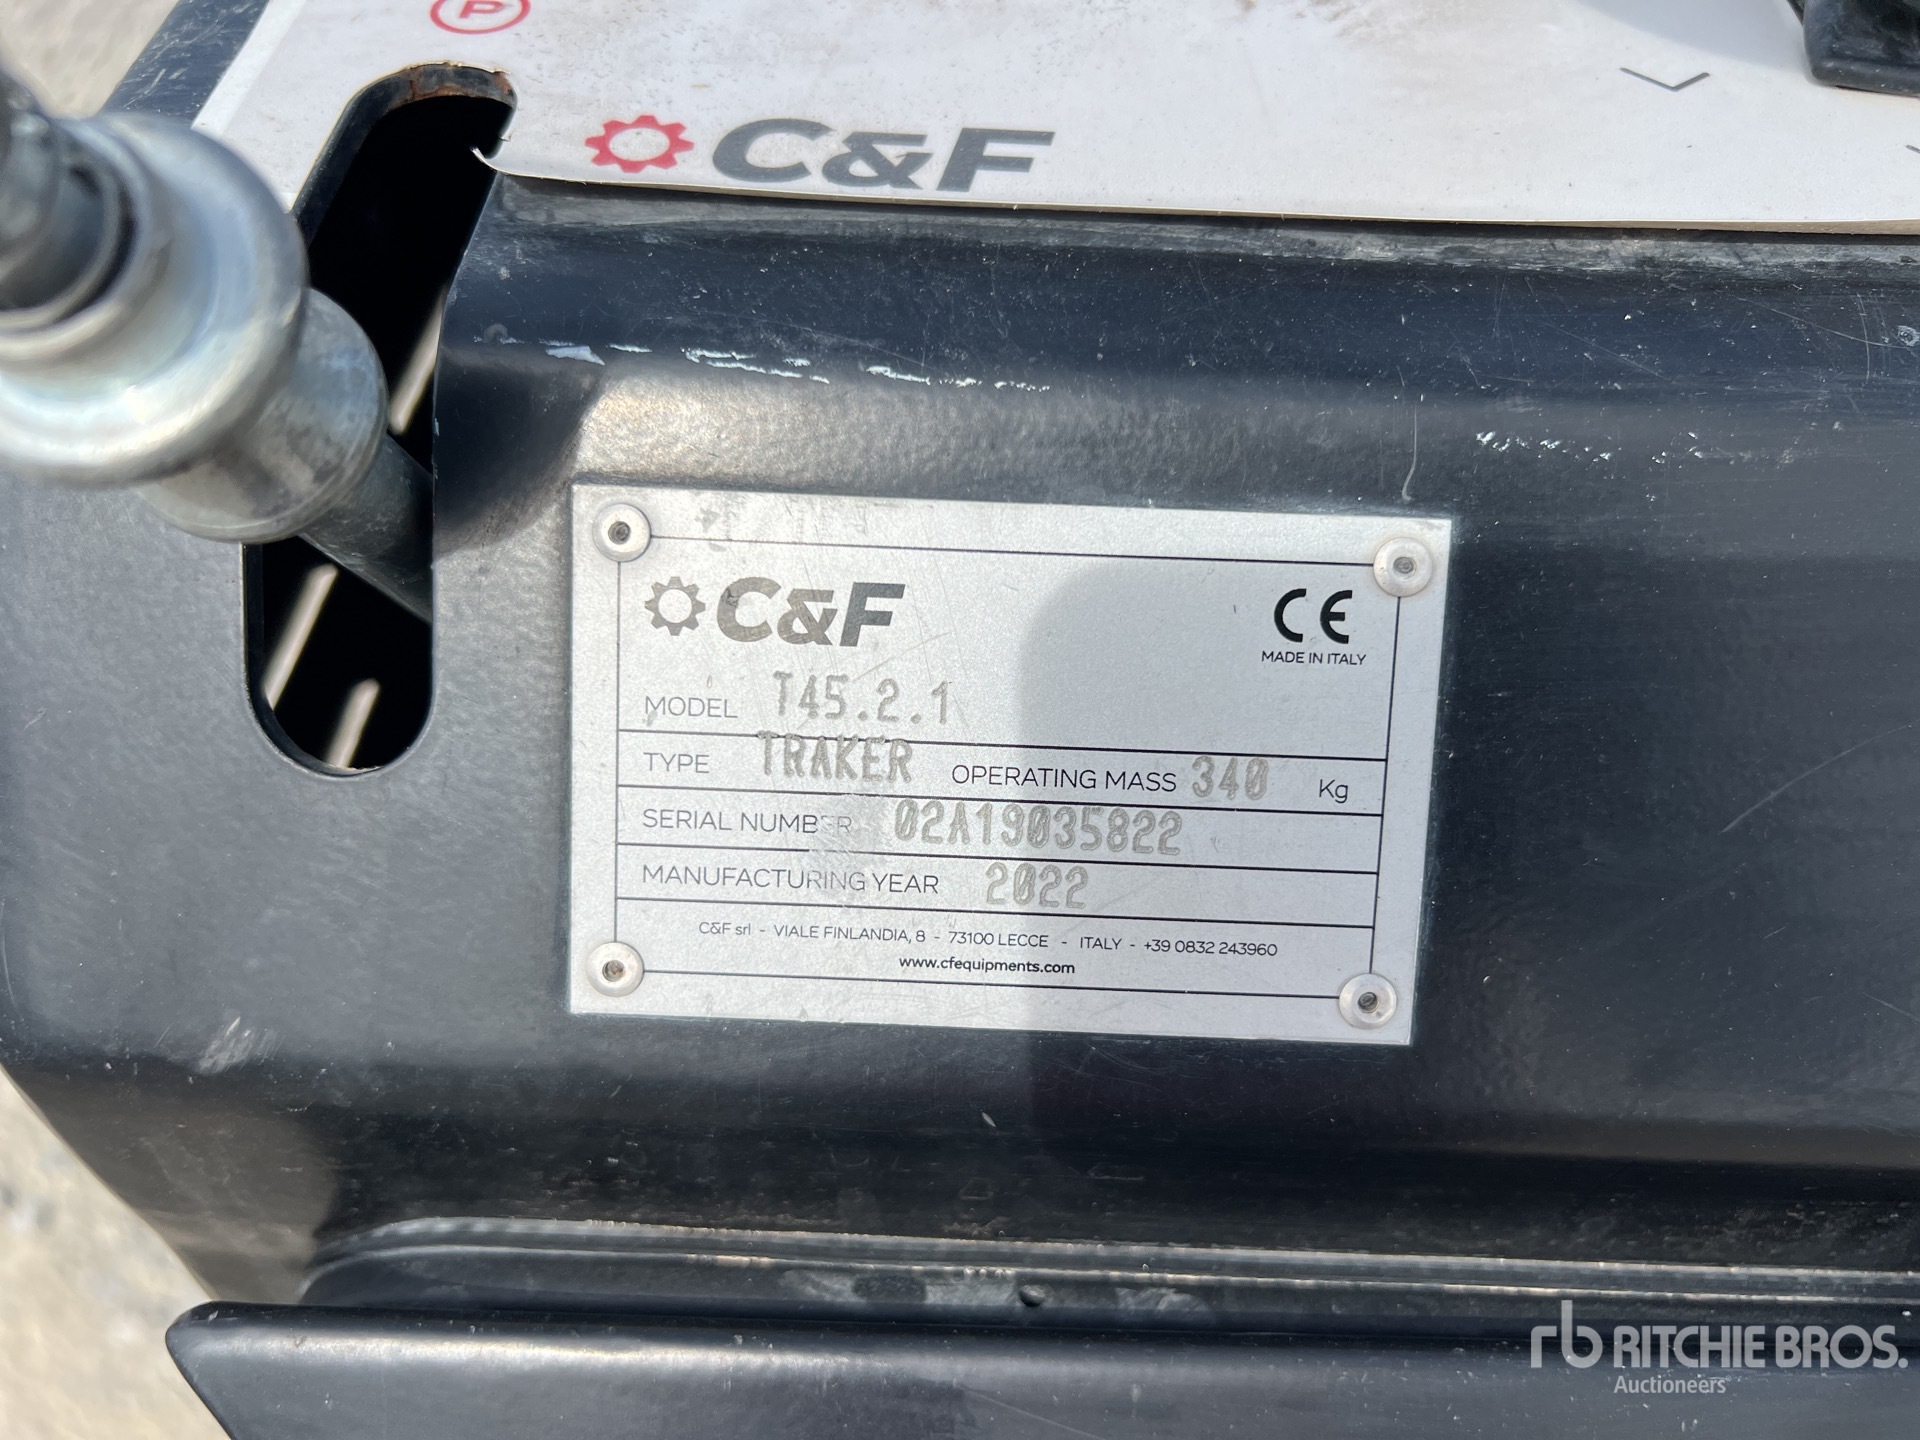 P
C&F
C&F
CE
MADE IN ITALY
MODEL T45.2.1
TYPE TRAKER OPERATING MASS 340 Kg
SERIAL NUMBER 02A19035822
MANUFACTURING YEAR 2022
C&F srl - VIALE FINLANDIA, 8 - 73100 LECCE - ITALY - +39 0832 243960
www.cfequipments.com
rb RITCHIE BROS.
Auctioneers